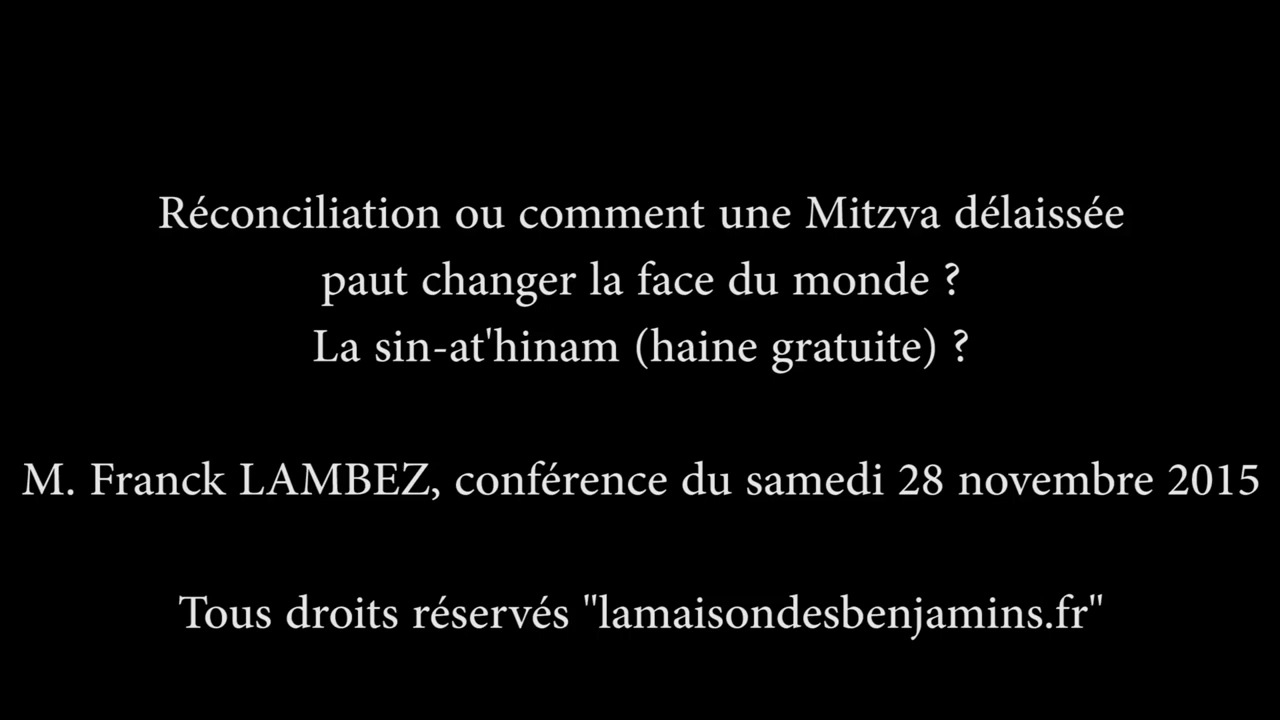 Réconciliation ou comment une Mitzva délaissée
paut changer la face du monde ?
La sin-at'hinam (haine gratuite) ?
M. Franck LAMBEZ, conférence du samedi 28 novembre 2015
Tous droits réservés "lamaisondesbenjamins.fr"